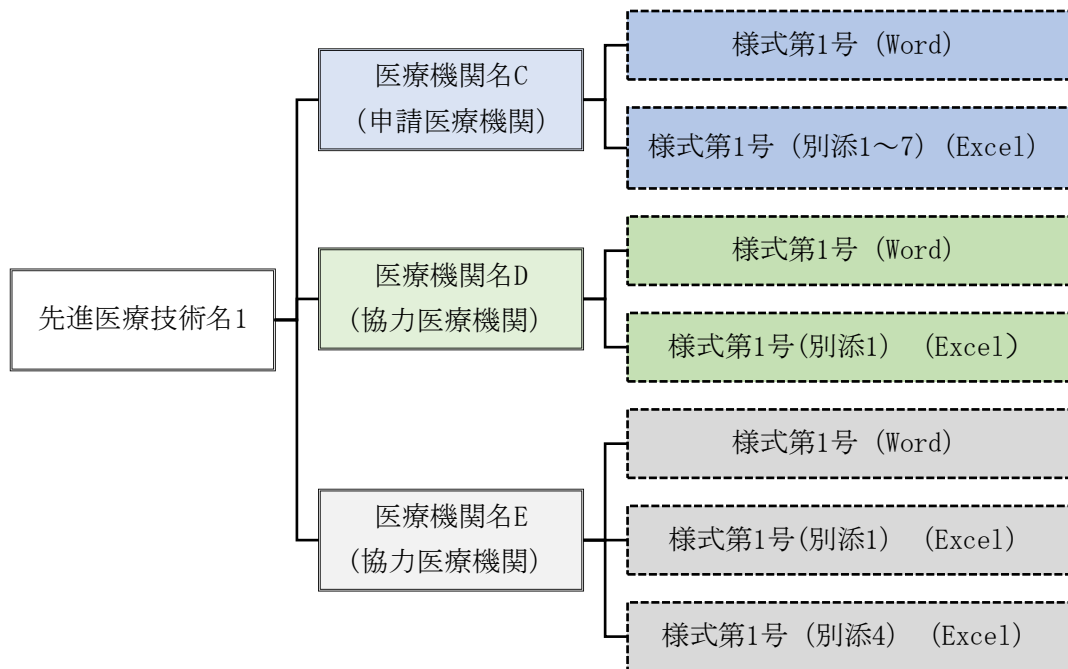 先進医療技術名1
医療機関名C
(申請医療機関)
様式第1号 (Word)
様式第1号 (別添1～7) (Excel)
医療機関名D
(協力医療機関)
様式第1号 (Word)
様式第1号(別添1) (Excel)
医療機関名E
(協力医療機関)
様式第1号 (Word)
様式第1号(別添1) (Excel)
様式第1号 (別添4) (Excel)